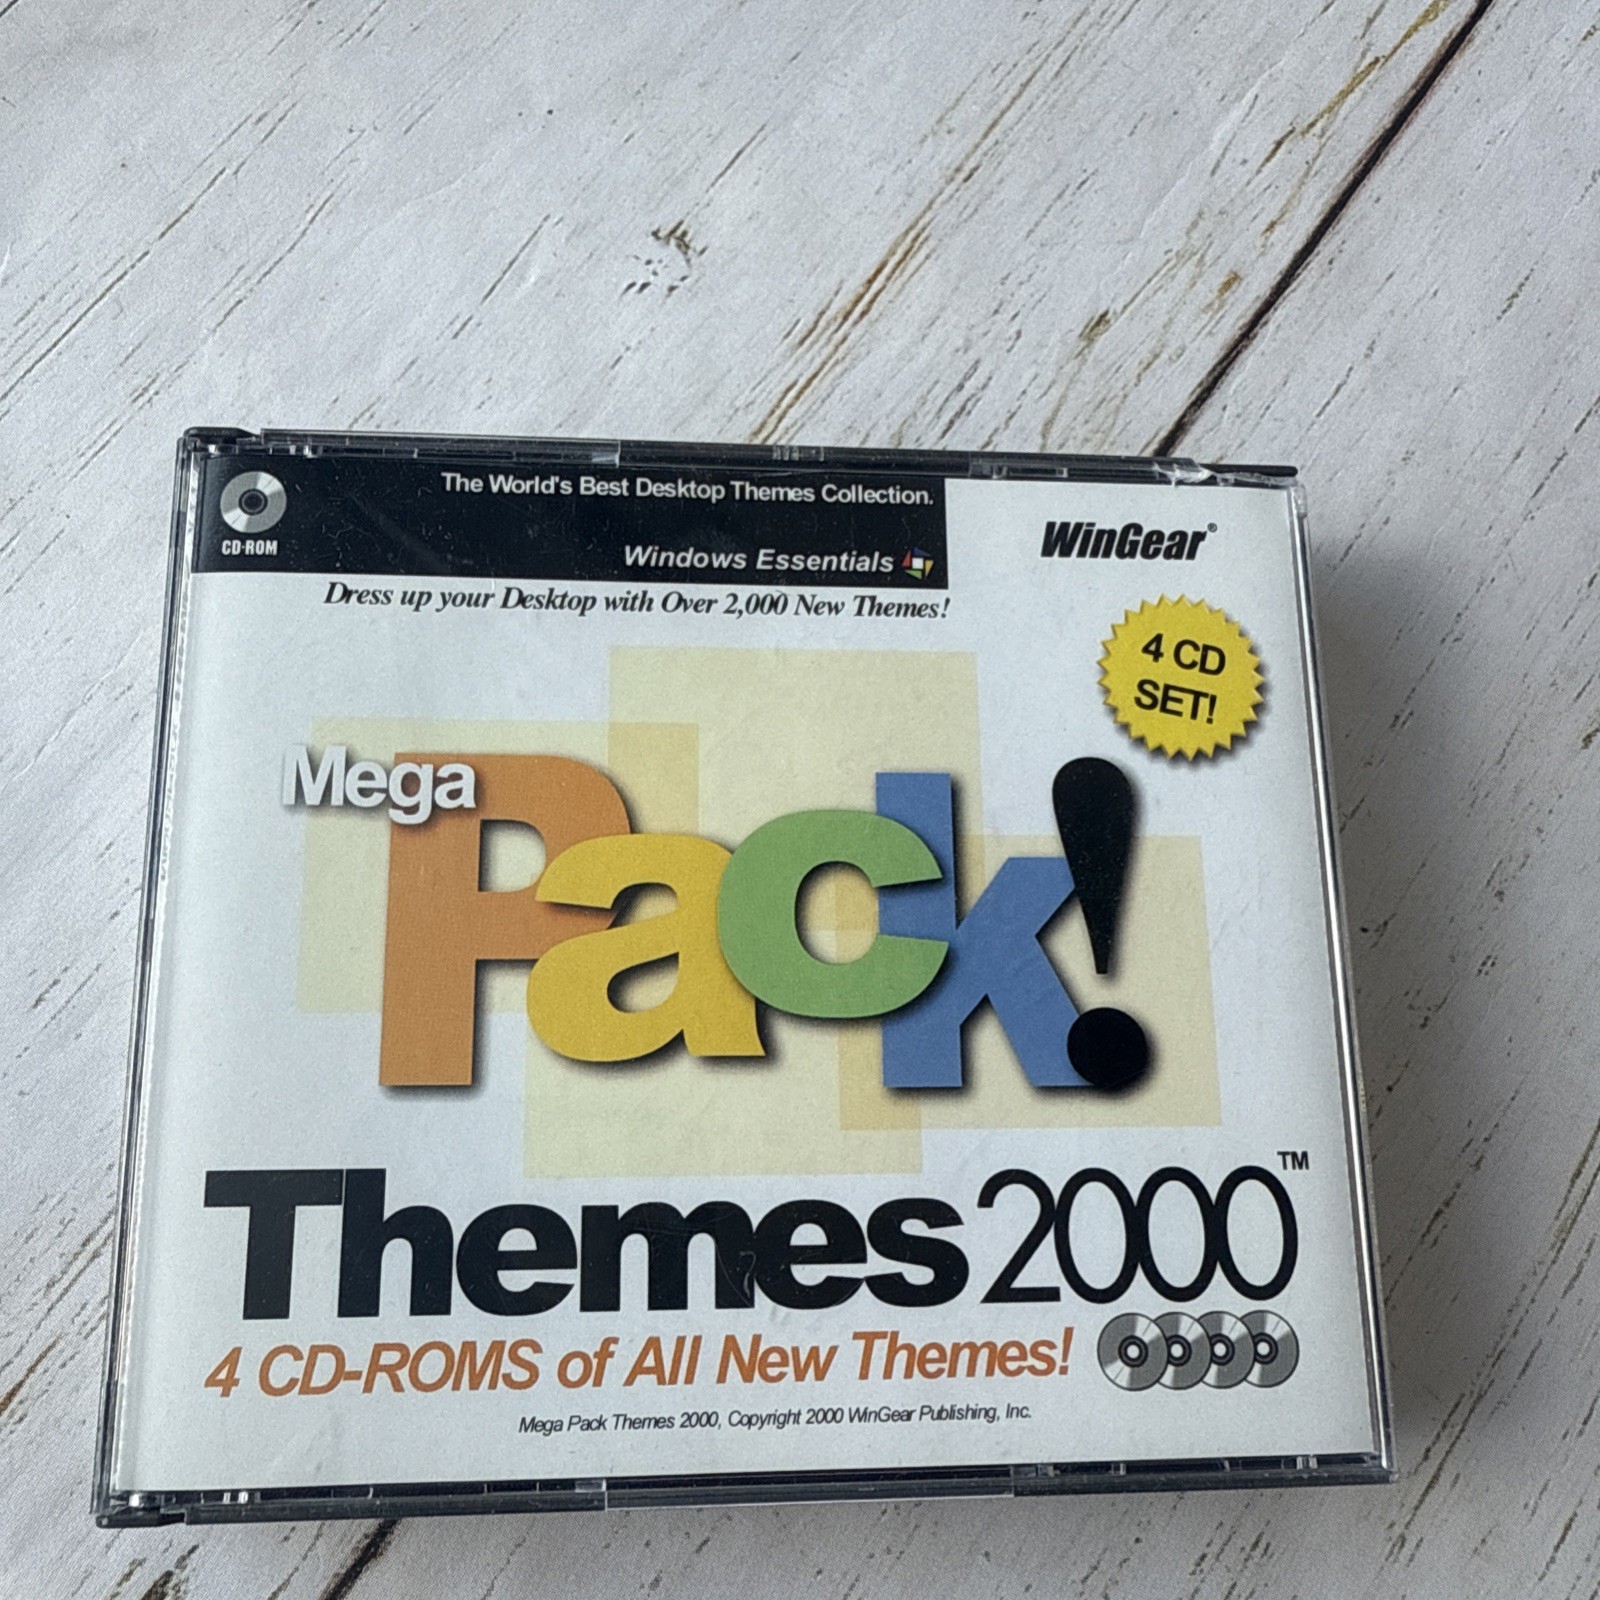 The World's Best Desktop Themes Collection.
CD-ROM
Windows Essentials
WinGear®
Dress up your Desktop with Over 2,000 New Themes!
4 CD
SET!
Mega
Pack!
Themes 2000™
4 CD-ROMS of All New Themes!
Mega Pack Themes 2000, Copyright 2000 WinGear Publishing, Inc.